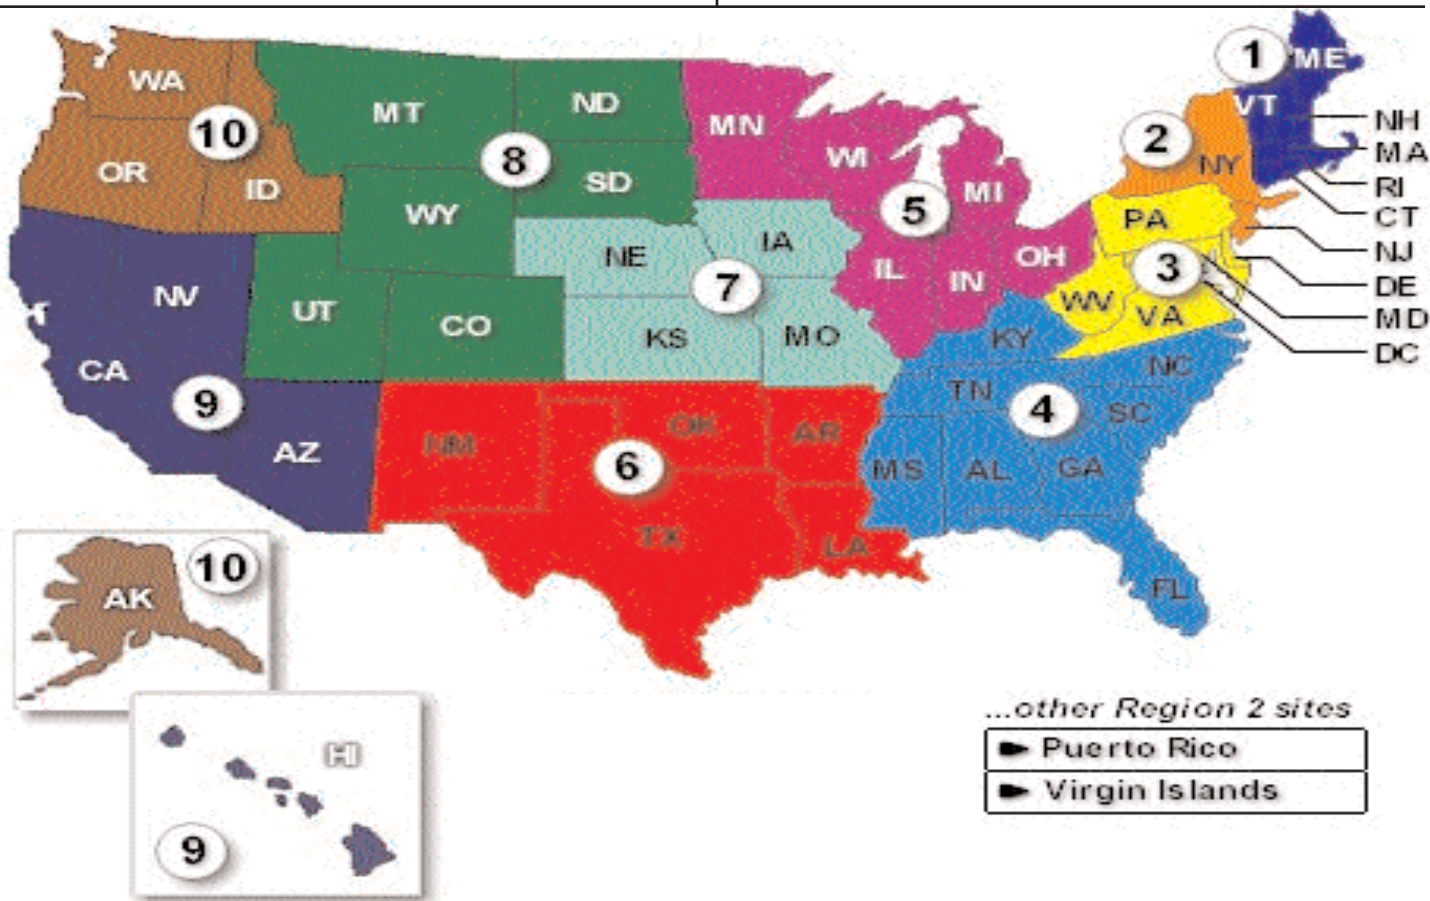 1
ME
WA
MT
ND
MN
VT
NH
10
2
MA
8
WI
NY
OR
ID
SD
MI
RI
WY
5
PA
CT
NE
IA
OH
NJ
IL
IN
3
NV
7
DE
UT
CO
KS
MO
KY
WV
VA
MD
DC
CA
9
TN
4
NC
SC
AZ
NM
OK
AR
6
MS
AL
GA
TX
LA
FL
AK
10
HI
9
...other Region 2 sites
Puerto Rico
Virgin Islands